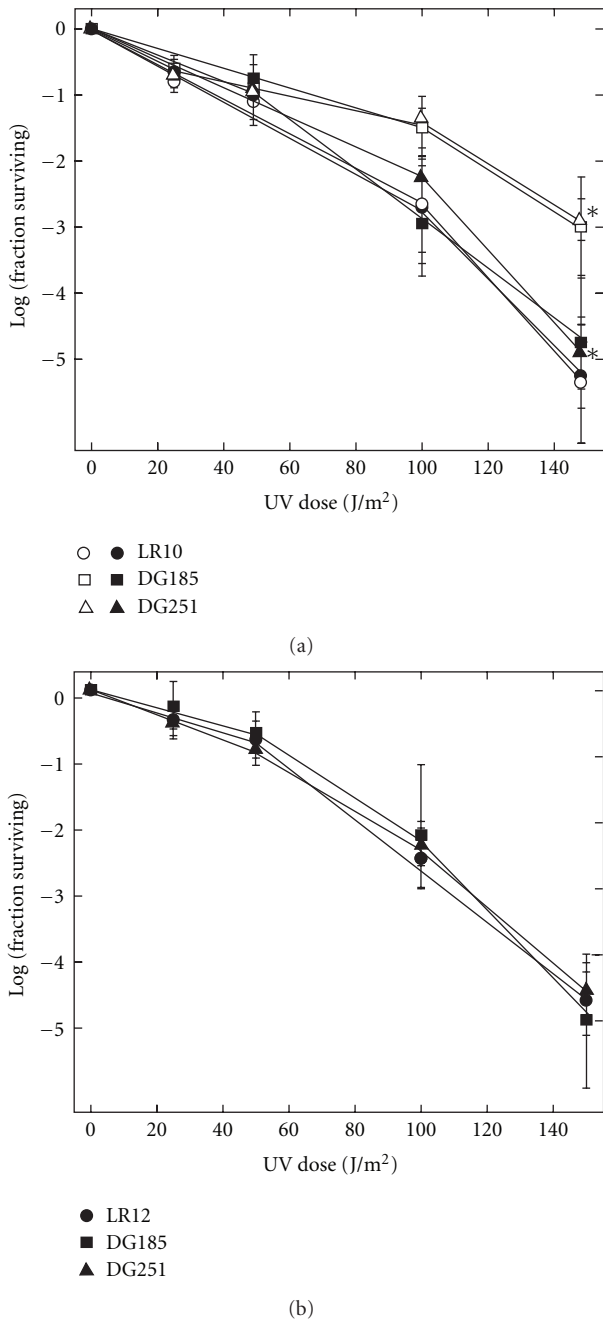 0
−1
−2
−3
−4
−5
Log (fraction surviving)
*
*
0 20 40 60 80 100 120 140
UV dose (J/m²)
LR10
DG185
DG251
(a)
0
−1
−2
−3
−4
−5
Log (fraction surviving)
0 20 40 60 80 100 120 140
UV dose (J/m²)
LR12
DG185
DG251
(b)